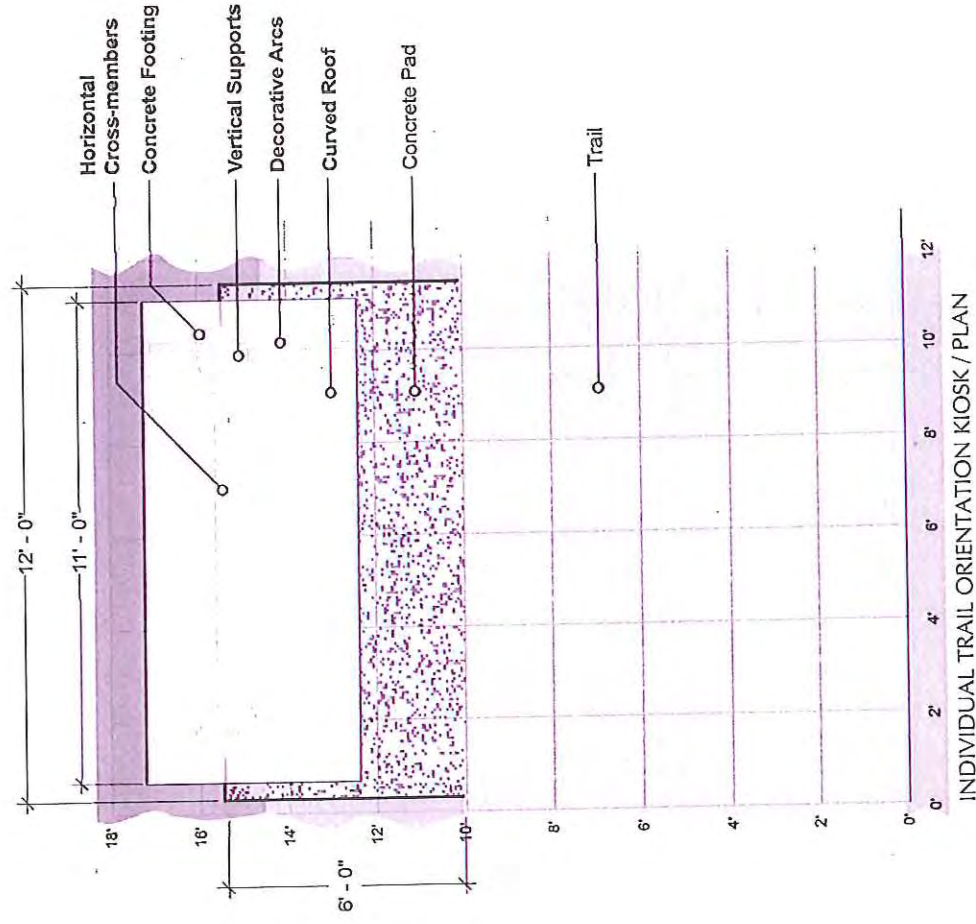 Horizontal
Cross-members
Concrete Footing
Vertical Supports
Decorative Arcs
Curved Roof
Concrete Pad
Trail
12' - 0"
11' - 0"
6' - 0"
18'
16'
14'
12'
10'
8'
6'
4'
2'
0'
0'
2'
4'
6'
8'
10'
12'
INDIVIDUAL TRAIL ORIENTATION KIOSK / PLAN